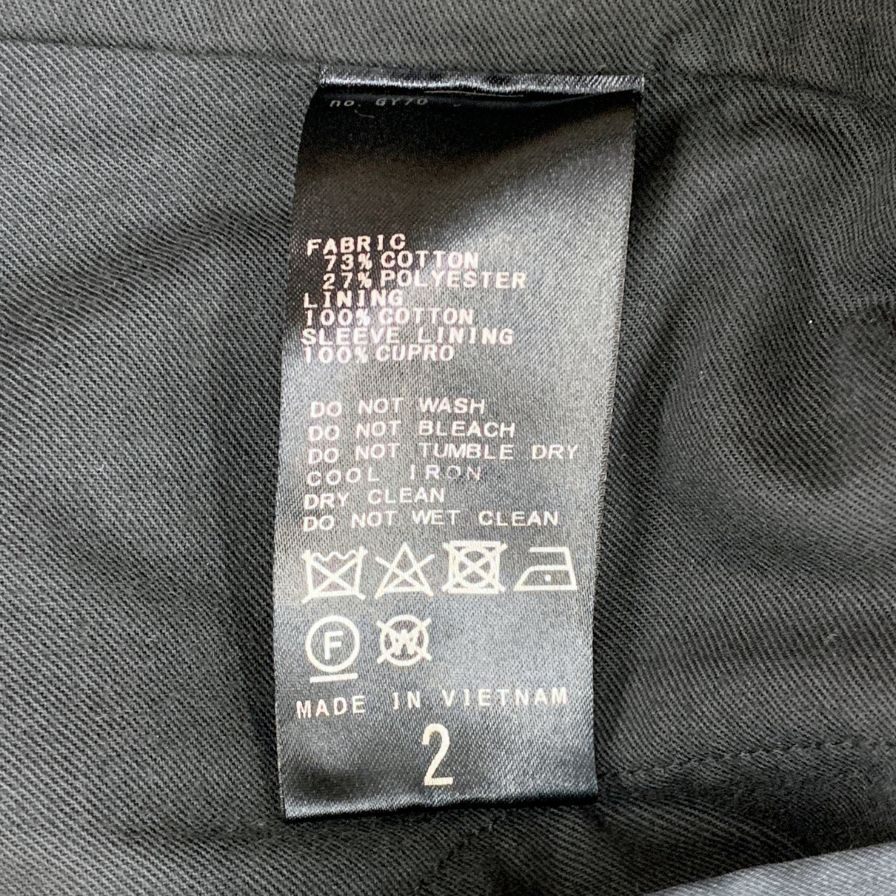 no. GY70
FABRIC
73% COTTON
27% POLYESTER
LINING
100% COTTON
SLEEVE LINING
100% CUPRO
DO NOT WASH
DO NOT BLEACH
DO NOT TUMBLE DRY
COOL IRON
DRY CLEAN
DO NOT WET CLEAN
F
W
MADE IN VIETNAM
2